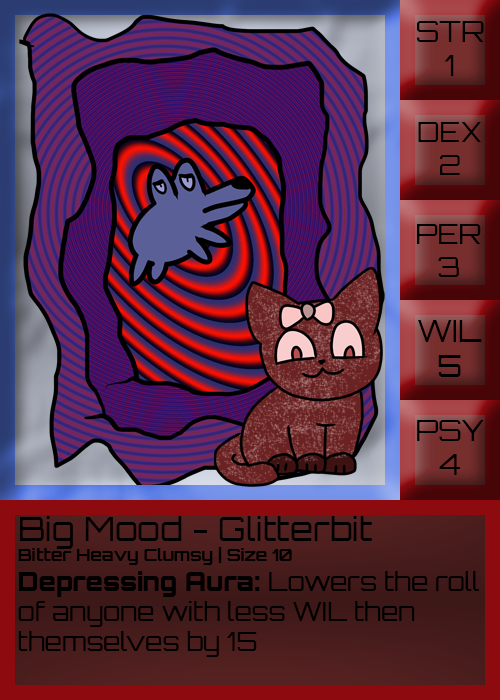 STR
1
DEX
2
PER
3
WIL
5
PSY
4
Big Mood - Glitterbit
Bitter Heavy Clumsy | Size 10
Depressing Aura: Lowers the roll
of anyone with less WIL then
themselves by 15